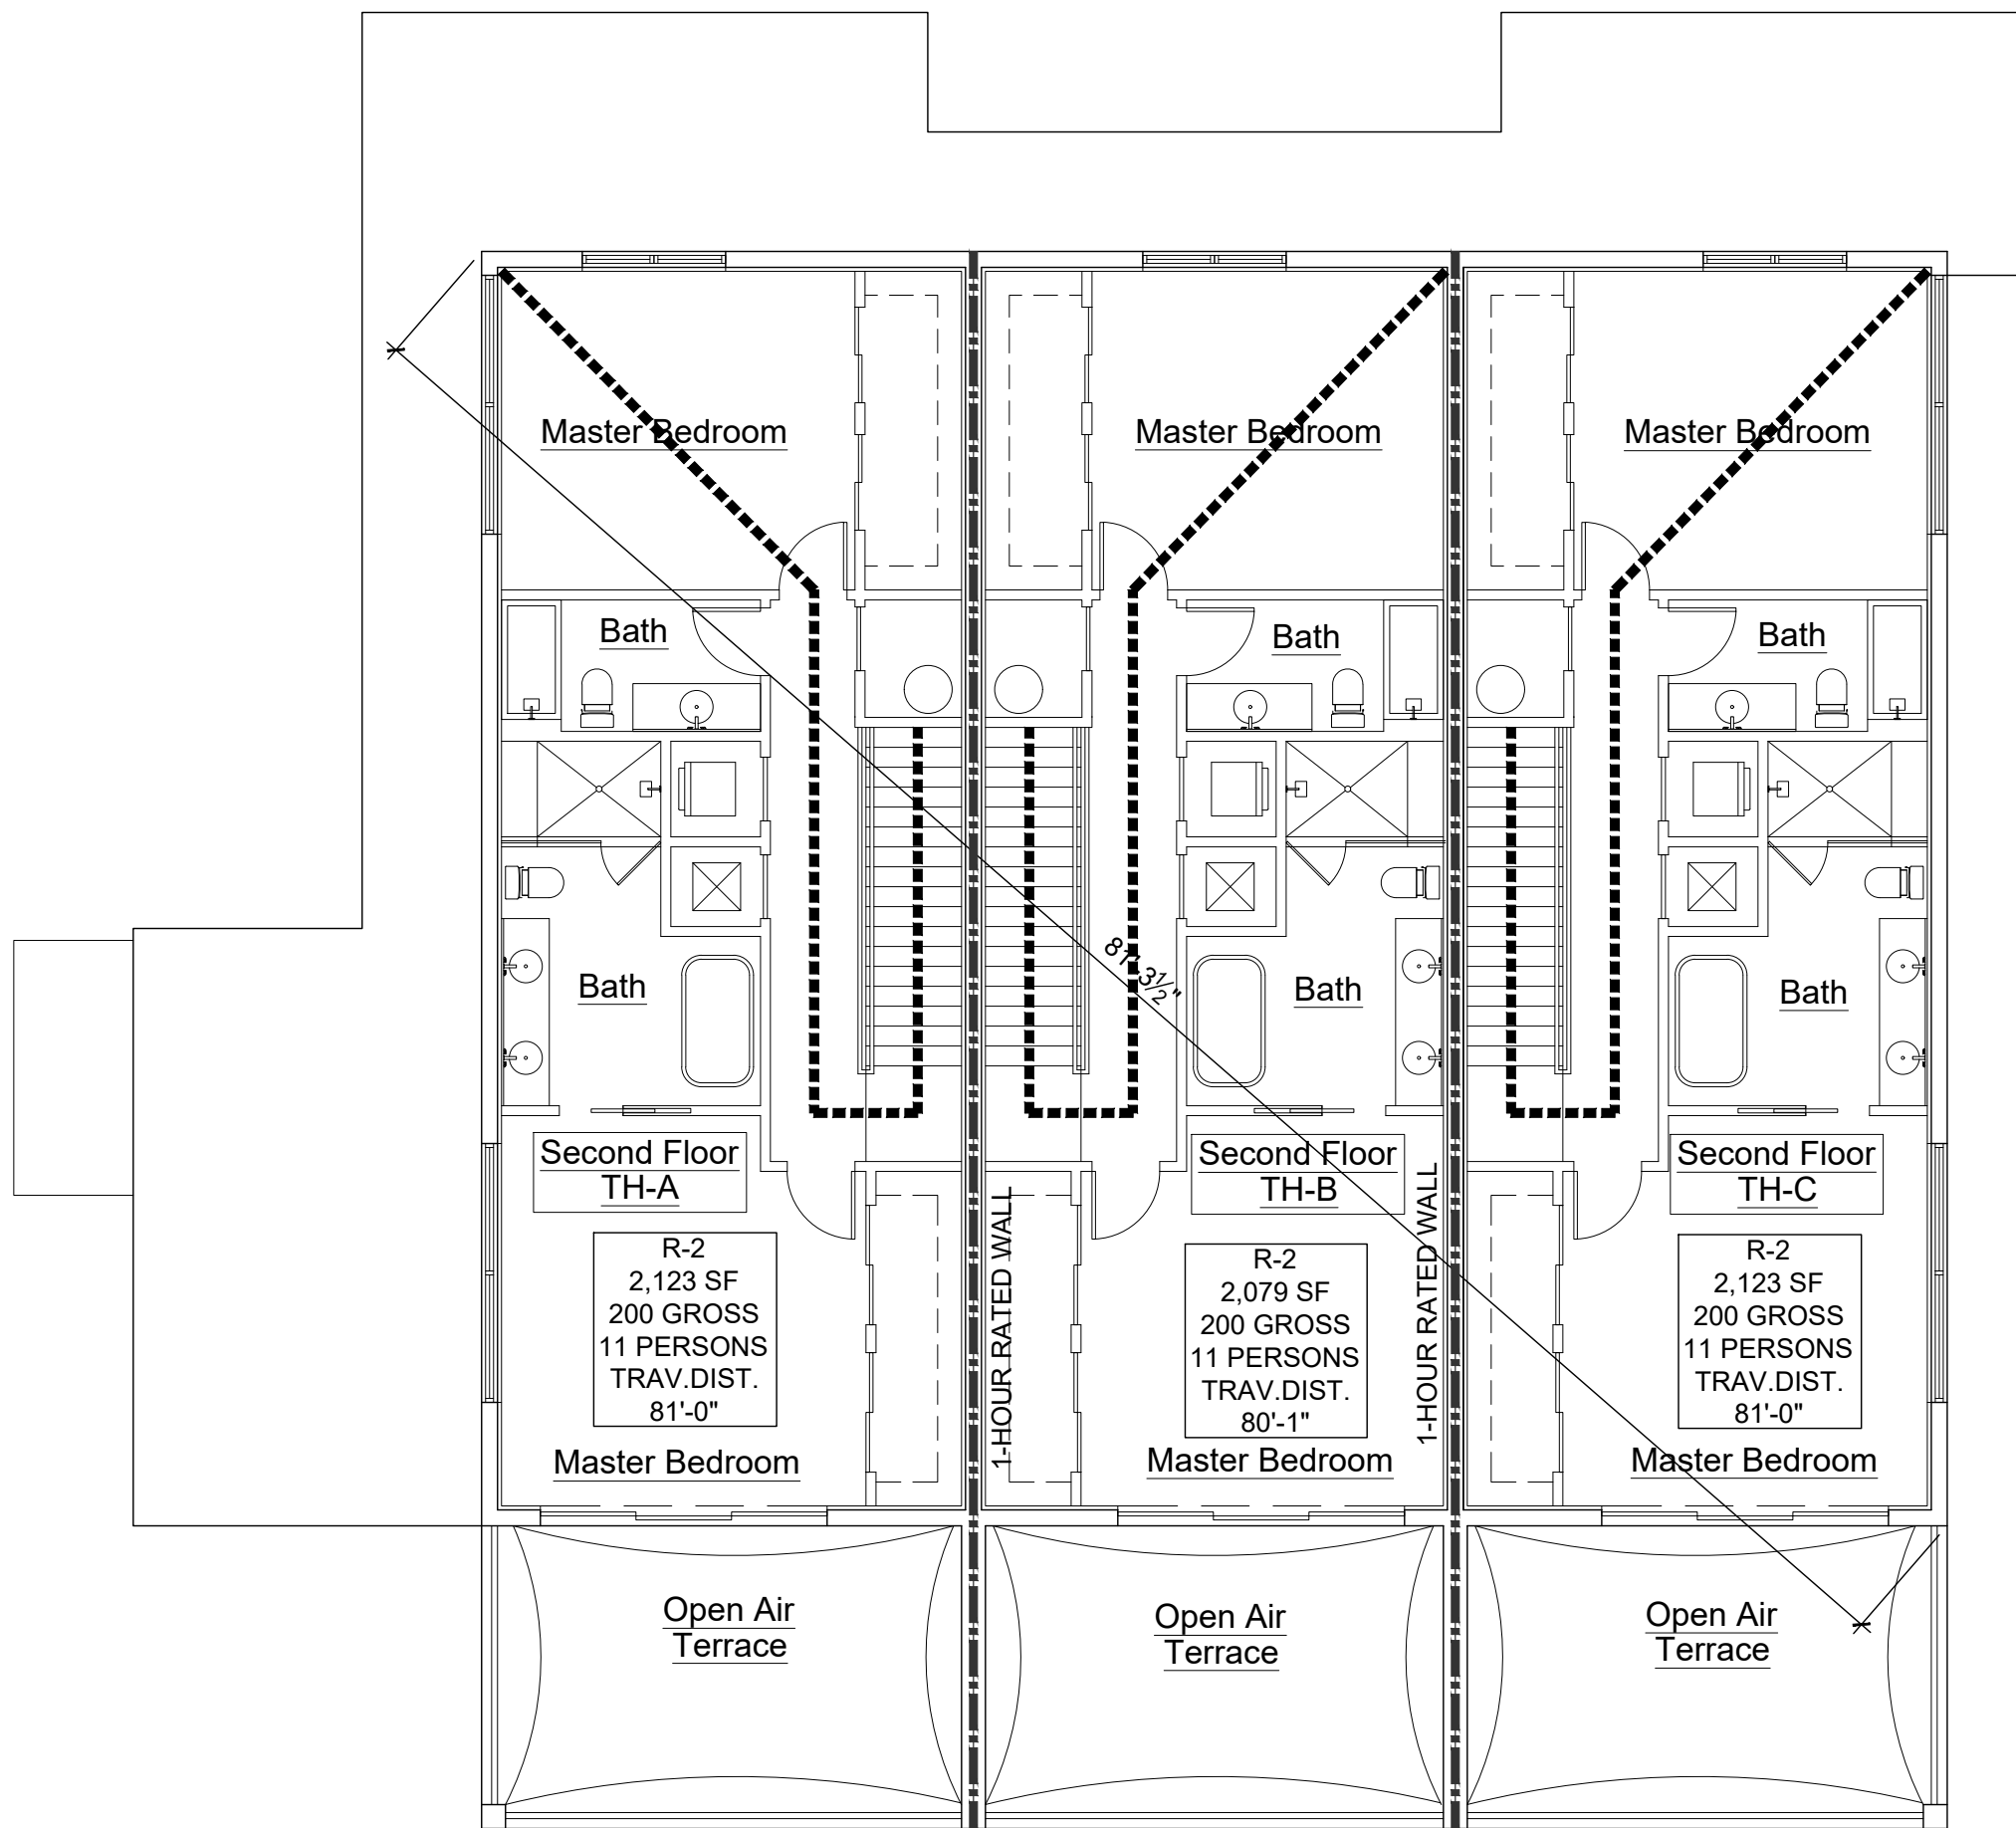 Master Bedroom
Master Bedroom
Master Bedroom
Bath
Bath
Bath
81'-3½"
Bath
Bath
Bath
Second Floor
TH-A
Second Floor
TH-B
Second Floor
TH-C
1-HOUR RATED WALL
1-HOUR RATED WALL
R-2
2,123 SF
200 GROSS
11 PERSONS
TRAV.DIST.
81'-0"
R-2
2,079 SF
200 GROSS
11 PERSONS
TRAV.DIST.
80'-1"
R-2
2,123 SF
200 GROSS
11 PERSONS
TRAV.DIST.
81'-0"
Master Bedroom
Master Bedroom
Master Bedroom
Open Air
Terrace
Open Air
Terrace
Open Air
Terrace